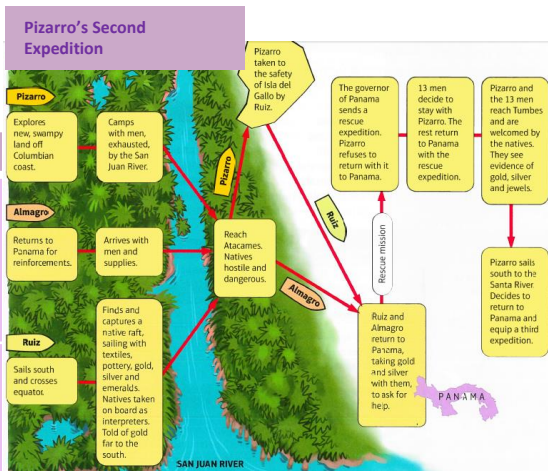 Pizarro's Second
Expedition
Pizarro
Explores
new, swampy
land off
Columbian
coast.
Camps
with men,
exhausted,
by the San
Juan River.
Almagro
Returns to
Panama for
reinforcements.
Arrives with
men and
supplies.
Ruiz
Sails south
and crosses
equator.
Finds and
captures a
native raft,
sailing with
textiles,
pottery, gold,
silver and
emeralds.
Natives taken
on board as
interpreters.
Told of gold
far to the
south.
Reach
Atacames.
Natives
hostile and
dangerous.
Pizarro
Pizarro
taken to
the safety
of Isla del
Gallo by
Ruiz.
Ruiz
Almagro
Ruiz and
Almagro
return to
Panama,
taking gold
and silver
with them,
to ask for
help.
Rescue mission
The governor
of Panama
sends a
rescue
expedition.
Pizarro
refuses to
return with it
to Panama.
13 men
decide to
stay with
Pizarro. The
rest return
to Panama
with the
rescue
expedition.
Pizarro and
the 13 men
reach Tumbes
and are
welcomed by
the natives.
They see
evidence of
gold, silver
and jewels.
Pizarro sails
south to the
Santa River.
Decides to
return to
Panama and
equip a third
expedition.
PANAMA
SAN JUAN RIVER